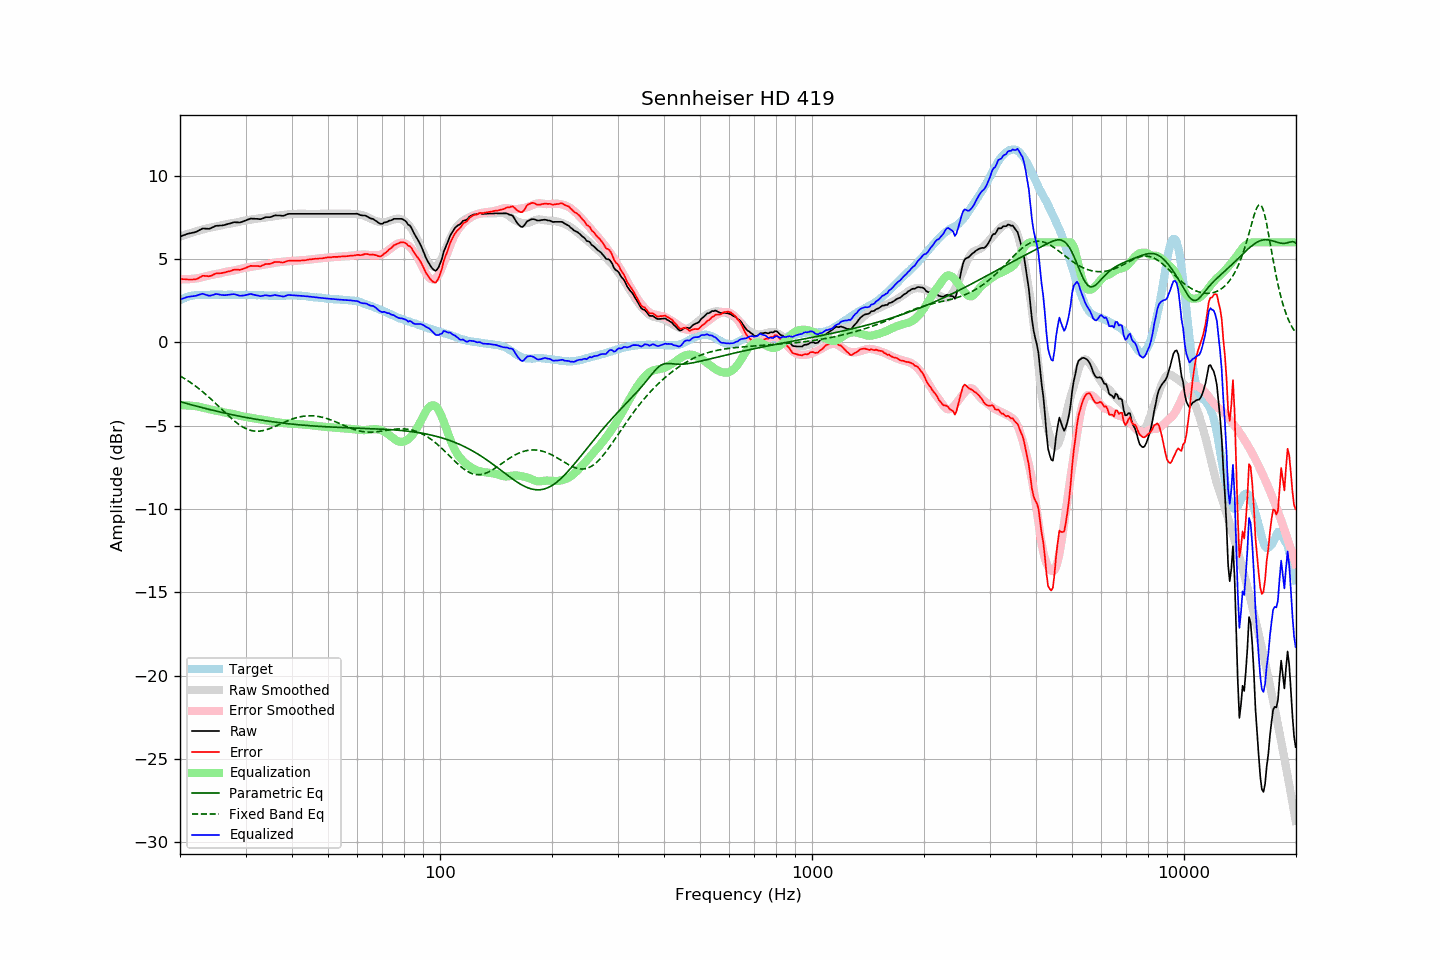 Sennheiser HD 419
10
5
0
−5
−10
−15
−20
−25
−30
Amplitude (dBr)
Target
Raw Smoothed
Error Smoothed
Raw
Error
Equalization
Parametric Eq
Fixed Band Eq
Equalized
100 1000 10000
Frequency (Hz)